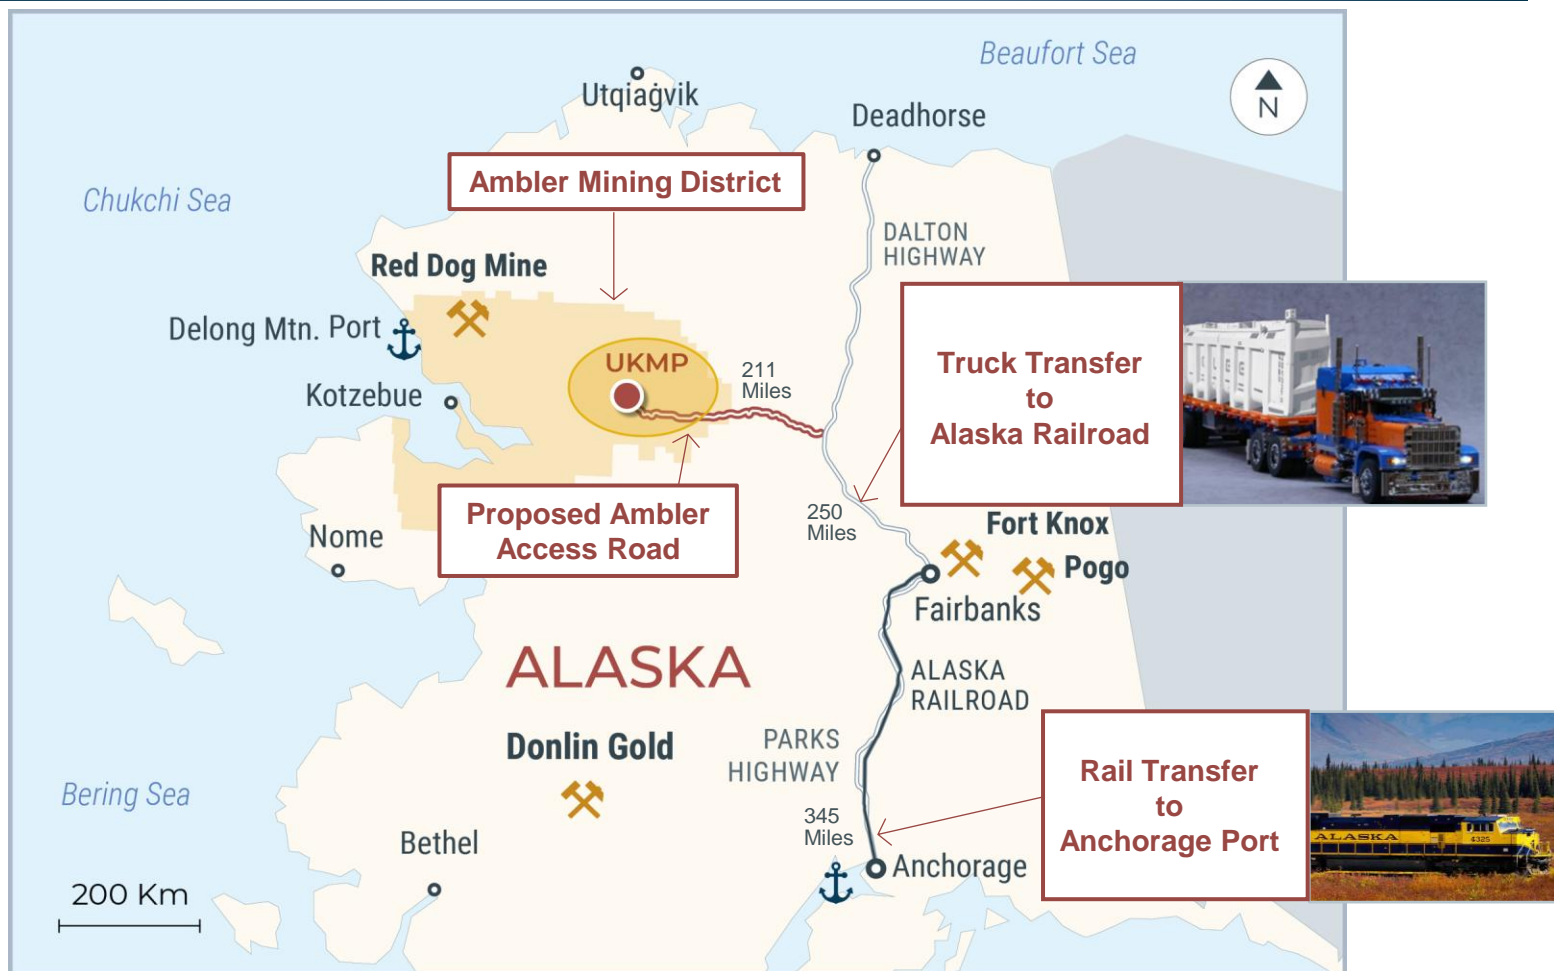 Beaufort Sea
Utqiaġvik
N
Deadhorse
Ambler Mining District
Chukchi Sea
DALTON
HIGHWAY
Red Dog Mine
Delong Mtn. Port
UKMP
211
Miles
Kotzebue
Truck Transfer
to
Alaska Railroad
Proposed Ambler
Access Road
250
Miles
Nome
Fort Knox
Pogo
Fairbanks
ALASKA
ALASKA
RAILROAD
Donlin Gold
PARKS
HIGHWAY
Bering Sea
Rail Transfer
to
Anchorage Port
ALASKA
4325
345
Miles
Bethel
Anchorage
200 Km